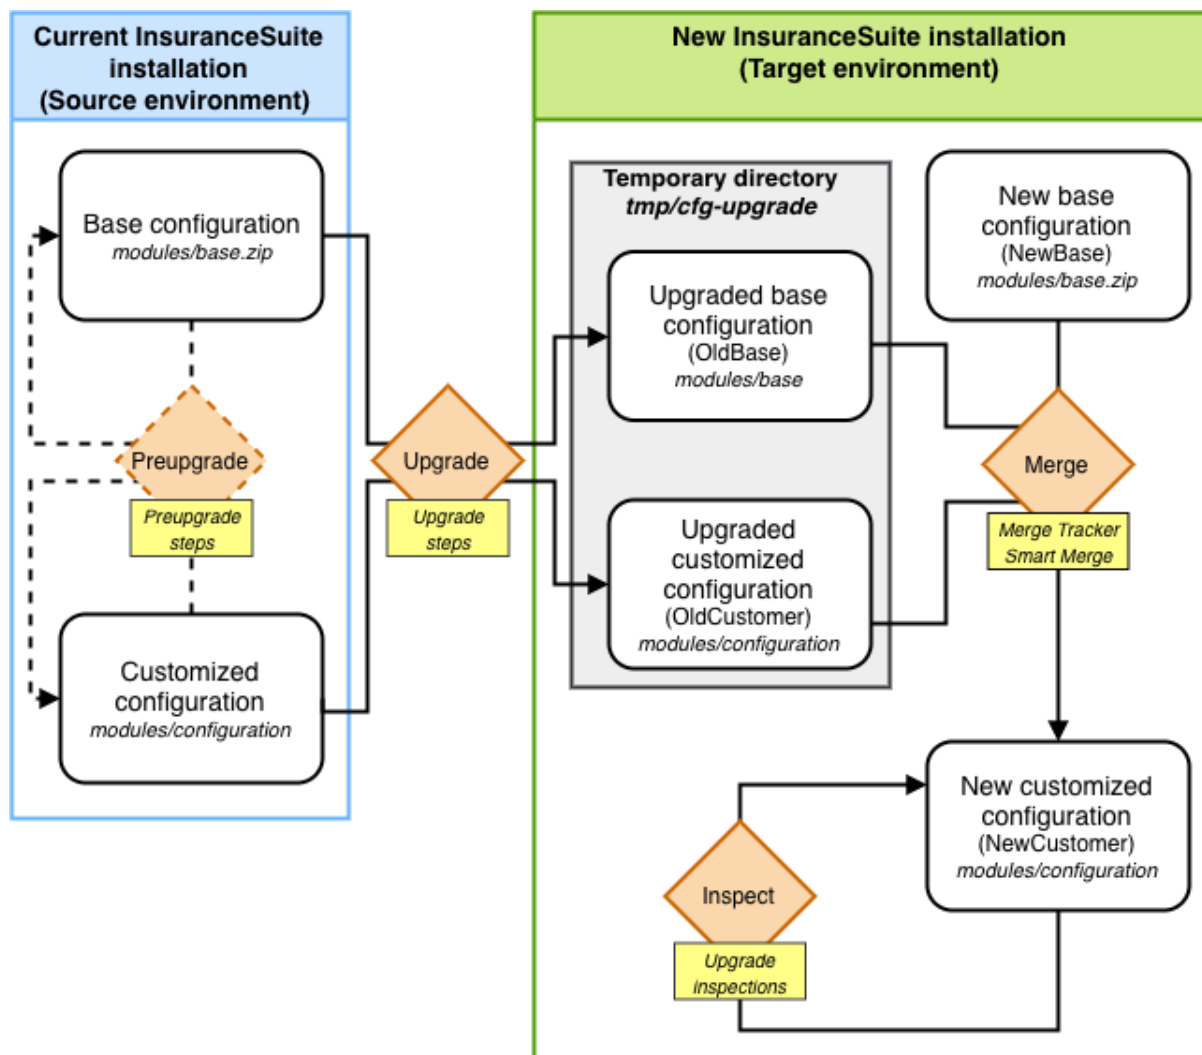 Current InsuranceSuite
installation
(Source environment)
New InsuranceSuite installation
(Target environment)
Base configuration
modules/base.zip
Preupgrade
Preupgrade
steps
Customized
configuration
modules/configuration
Upgrade
Upgrade
steps
Temporary directory
tmp/cfg-upgrade
Upgraded base
configuration
(OldBase)
modules/base
Upgraded
customized
configuration
(OldCustomer)
modules/configuration
New base
configuration
(NewBase)
modules/base.zip
Merge
Merge Tracker
Smart Merge
New customized
configuration
(NewCustomer)
modules/configuration
Inspect
Upgrade
inspections